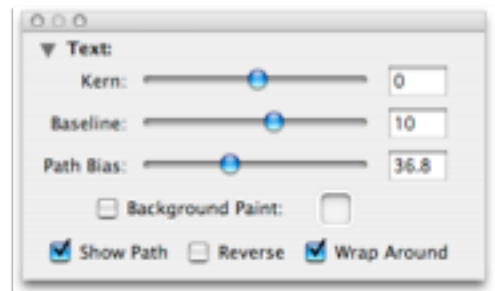 Text:
Kern: 0
Baseline: 10
Path Bias: 36.8
Background Paint:
Show Path Reverse Wrap Around